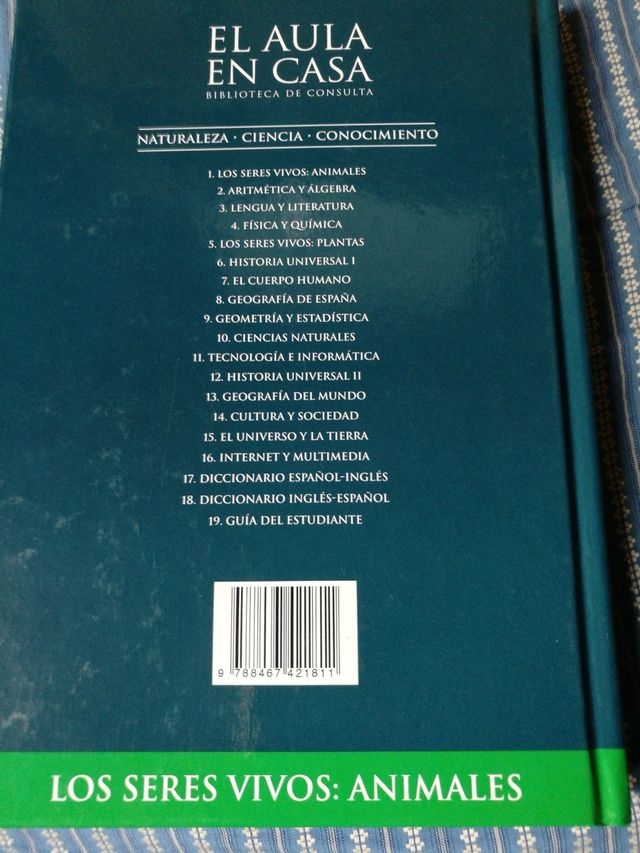 EL AULA
EN CASA
BIBLIOTECA DE CONSULTA
NATURALEZA · CIENCIA · CONOCIMIENTO
1. LOS SERES VIVOS: ANIMALES
2. ARITMÉTICA Y ÁLGEBRA
3. LENGUA Y LITERATURA
4. FÍSICA Y QUÍMICA
5. LOS SERES VIVOS: PLANTAS
6. HISTORIA UNIVERSAL I
7. EL CUERPO HUMANO
8. GEOGRAFÍA DE ESPAÑA
9. GEOMETRÍA Y ESTADÍSTICA
10. CIENCIAS NATURALES
11. TECNOLOGÍA E INFORMÁTICA
12. HISTORIA UNIVERSAL II
13. GEOGRAFÍA DEL MUNDO
14. CULTURA Y SOCIEDAD
15. EL UNIVERSO Y LA TIERRA
16. INTERNET Y MULTIMEDIA
17. DICCIONARIO ESPAÑOL-INGLÉS
18. DICCIONARIO INGLÉS-ESPAÑOL
19. GUÍA DEL ESTUDIANTE
9 788467 421811
LOS SERES VIVOS: ANIMALES